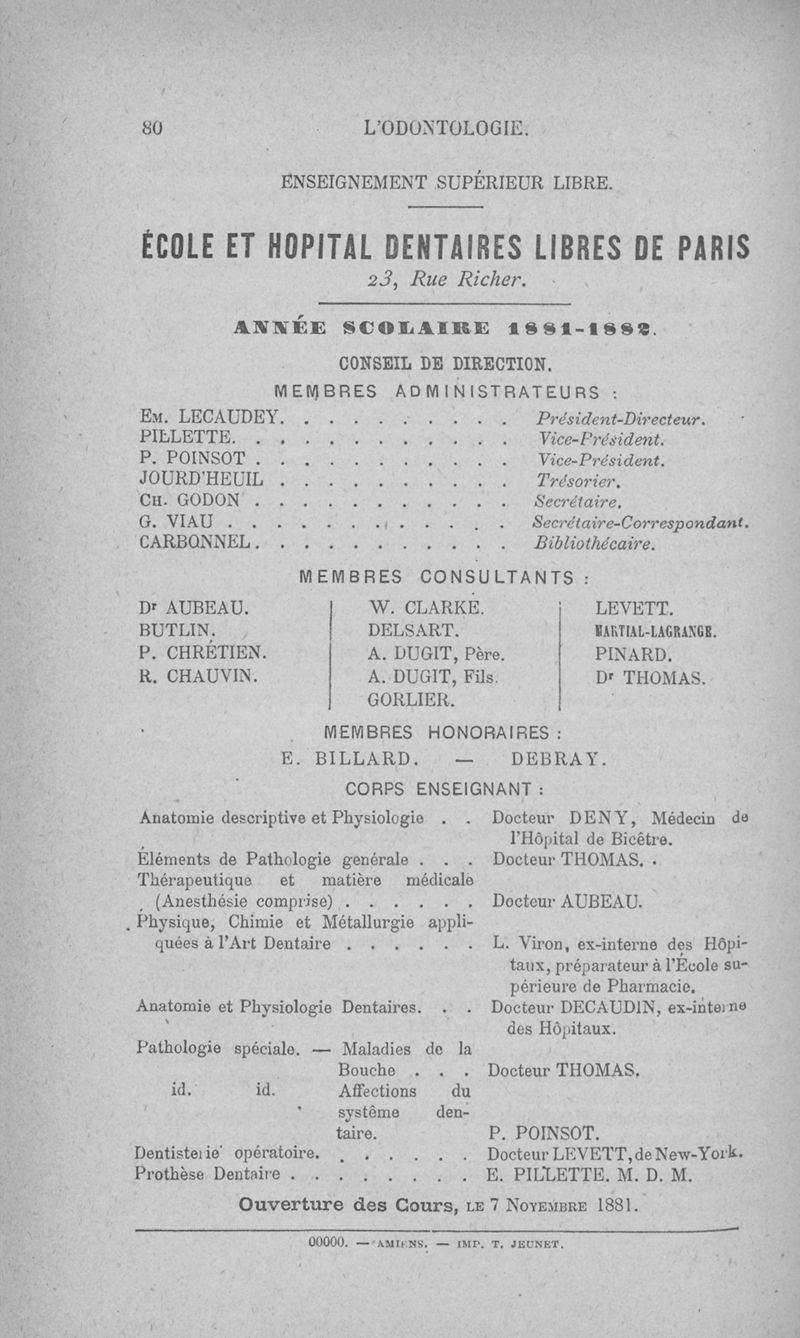 80 L'ODONTOLOGIE.
ENSEIGNEMENT SUPÉRIEUR LIBRE.
ÉCOLE ET HOPITAL DENTAIRES LIBRES DE PARIS
23, Rue Richer.
ANNÉE SCOLAIRE 1881-1882.
CONSEIL DE DIRECTION.
MEMBRES ADMINISTRATEURS :
EM. LECAUDEY. . . . . . . . . . Président-Directeur.
PILLETTE. . . . . . . . . . . . Vice-Président.
P. POINSOT . . . . . . . . . . . Vice-Président.
JOURD'HEUIL . . . . . . . . . . Trésorier.
CH. GODON . . . . . . . . . . . Secrétaire.
G. VIAU . . . . . . . . . . . . Secrétaire-Correspondant.
CARBONNEL. . . . . . . . . . . Bibliothécaire.
MEMBRES CONSULTANTS :
Dr AUBEAU. W. CLARKE. LEVETT.
BUTLIN. DELSART. MARTIAL-LAGRANGE.
P. CHRÉTIEN. A. DUGIT, Père. PINARD.
R. CHAUVIN. A. DUGIT, Fils. Dr THOMAS.
GORLIER.
MEMBRES HONORAIRES :
E. BILLARD. — DEBRAY.
CORPS ENSEIGNANT :
Anatomie descriptive et Physiologie . . Docteur DENY, Médecin de
l'Hôpital de Bicêtre.
Éléments de Pathologie genérale . . . Docteur THOMAS.
Thérapeutique et matière médicale
(Anesthésie comprise) . . . . . . Docteur AUBEAU.
Physique, Chimie et Métallurgie appli-
quées à l'Art Dentaire . . . . . . L. Viron, ex-interne des Hôpi-
taux, préparateur à l'École su-
périeure de Pharmacie.
Anatomie et Physiologie Dentaires. . . Docteur DECAUDIN, ex-interne
des Hôpitaux.
Pathologie spéciale. — Maladies de la
Bouche . . . Docteur THOMAS.
id. id. Affections du
système den-
taire. P. POINSOT.
Dentisterie opératoire. . . . . . . Docteur LEVETT, de New-York.
Prothèse Dentaire . . . . . . . . E. PILLETTE. M. D. M.
Ouverture des Cours, LE 7 NOVEMBRE 1881.
00000. — AMIENS. — IMP. T. JEUNET.